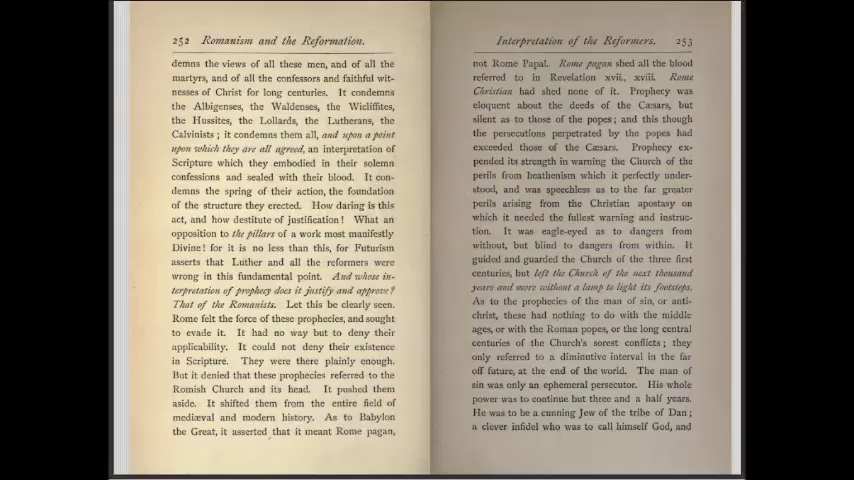 252 Romanism and the Reformation.
demns the views of all these men, and of all the
martyrs, and of all the confessors and faithful wit-
nesses of Christ for long centuries. It condemns
the Albigenses, the Waldenses, the Wicliffites,
the Hussites, the Lollards, the Lutherans, the
Calvinists ; it condemns them all, and upon a point
upon which they are all agreed, an interpretation of
Scripture which they embodied in their solemn
confessions and sealed with their blood. It con-
demns the spring of their action, the foundation
of the structure they erected. How daring is this
act, and how destitute of justification! What an
opposition to the pillars of a work most manifestly
Divine! for it is no less than this, for Futurism
asserts that Luther and all the reformers were
wrong in this fundamental point. And whose in-
terpretation of prophecy does it justify and approve?
That of the Romanists. Let this be clearly seen.
Rome felt the force of these prophecies, and sought
to evade it. It had no way but to deny their
applicability. It could not deny their existence
in Scripture. They were there plainly enough.
But it denied that these prophecies referred to the
Romish Church and its head. It pushed them
aside. It shifted them from the entire field of
mediæval and modern history. As to Babylon
the Great, it asserted that it meant Rome pagan,
Interpretation of the Reformers. 253
not Rome Papal. Rome pagan shed all the blood
referred to in Revelation xvii., xviii. Rome
Christian had shed none of it. Prophecy was
eloquent about the deeds of the Cæsars, but
silent as to those of the popes ; and this though
the persecutions perpetrated by the popes had
exceeded those of the Cæsars. Prophecy ex-
pended its strength in warning the Church of the
perils from heathenism which it perfectly under-
stood, and was speechless as to the far greater
perils arising from the Christian apostasy on
which it needed the fullest warning and instruc-
tion. It was eagle-eyed as to dangers from
without, but blind to dangers from within. It
guided and guarded the Church of the three first
centuries, but left the Church of the next thousand
years and more without a lamp to light its footsteps.
As to the prophecies of the man of sin, or anti-
christ, these had nothing to do with the middle
ages, or with the Roman popes, or the long central
centuries of the Church's sorest conflicts ; they
only referred to a diminutive interval in the far
off future, at the end of the world. The man of
sin was only an ephemeral persecutor. His whole
power was to continue but three and a half years.
He was to be a cunning Jew of the tribe of Dan ;
a clever infidel who was to call himself God, and